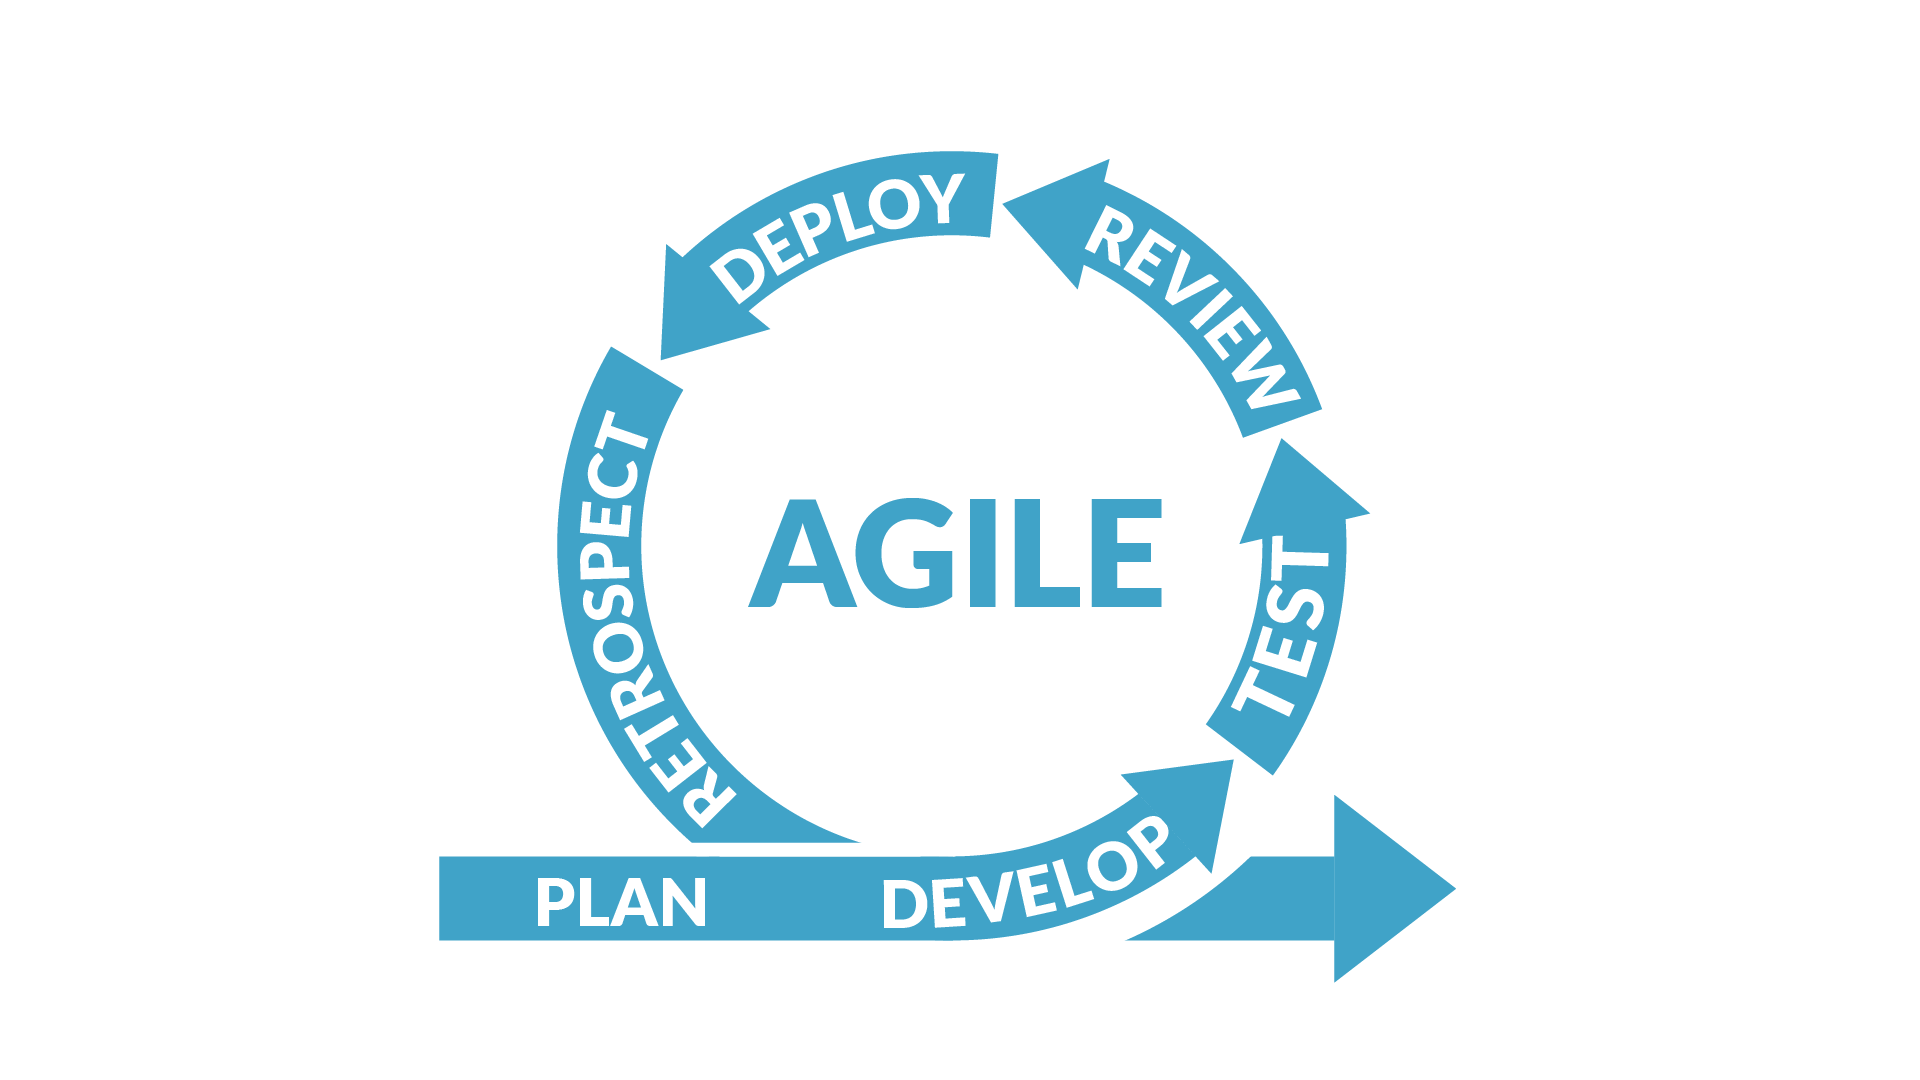 DEPLOY
REVIEW
RETROSPECT
AGILE
TEST
PLAN
DEVELOP